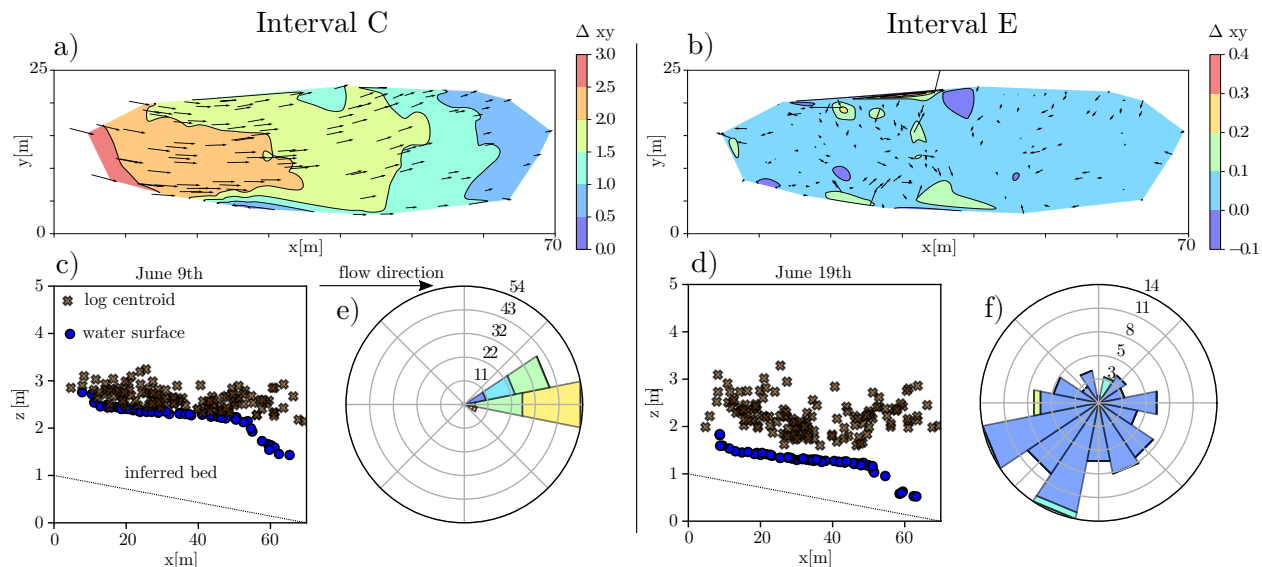 Interval C
Interval E
a)
25
0
y[m]
x[m]
70
Δ xy
3.0
2.5
2.0
1.5
1.0
0.5
0.0
b)
25
0
y[m]
x[m]
70
Δ xy
0.4
0.3
0.2
0.1
0.0
−0.1
c)
June 9th
5
4
3
2
1
0
z [m]
log centroid
water surface
inferred bed
0
20
40
60
x[m]
flow direction
e)
54
43
32
22
11
d)
June 19th
5
4
3
2
1
0
z [m]
0
20
40
60
x[m]
f)
14
11
8
5
3